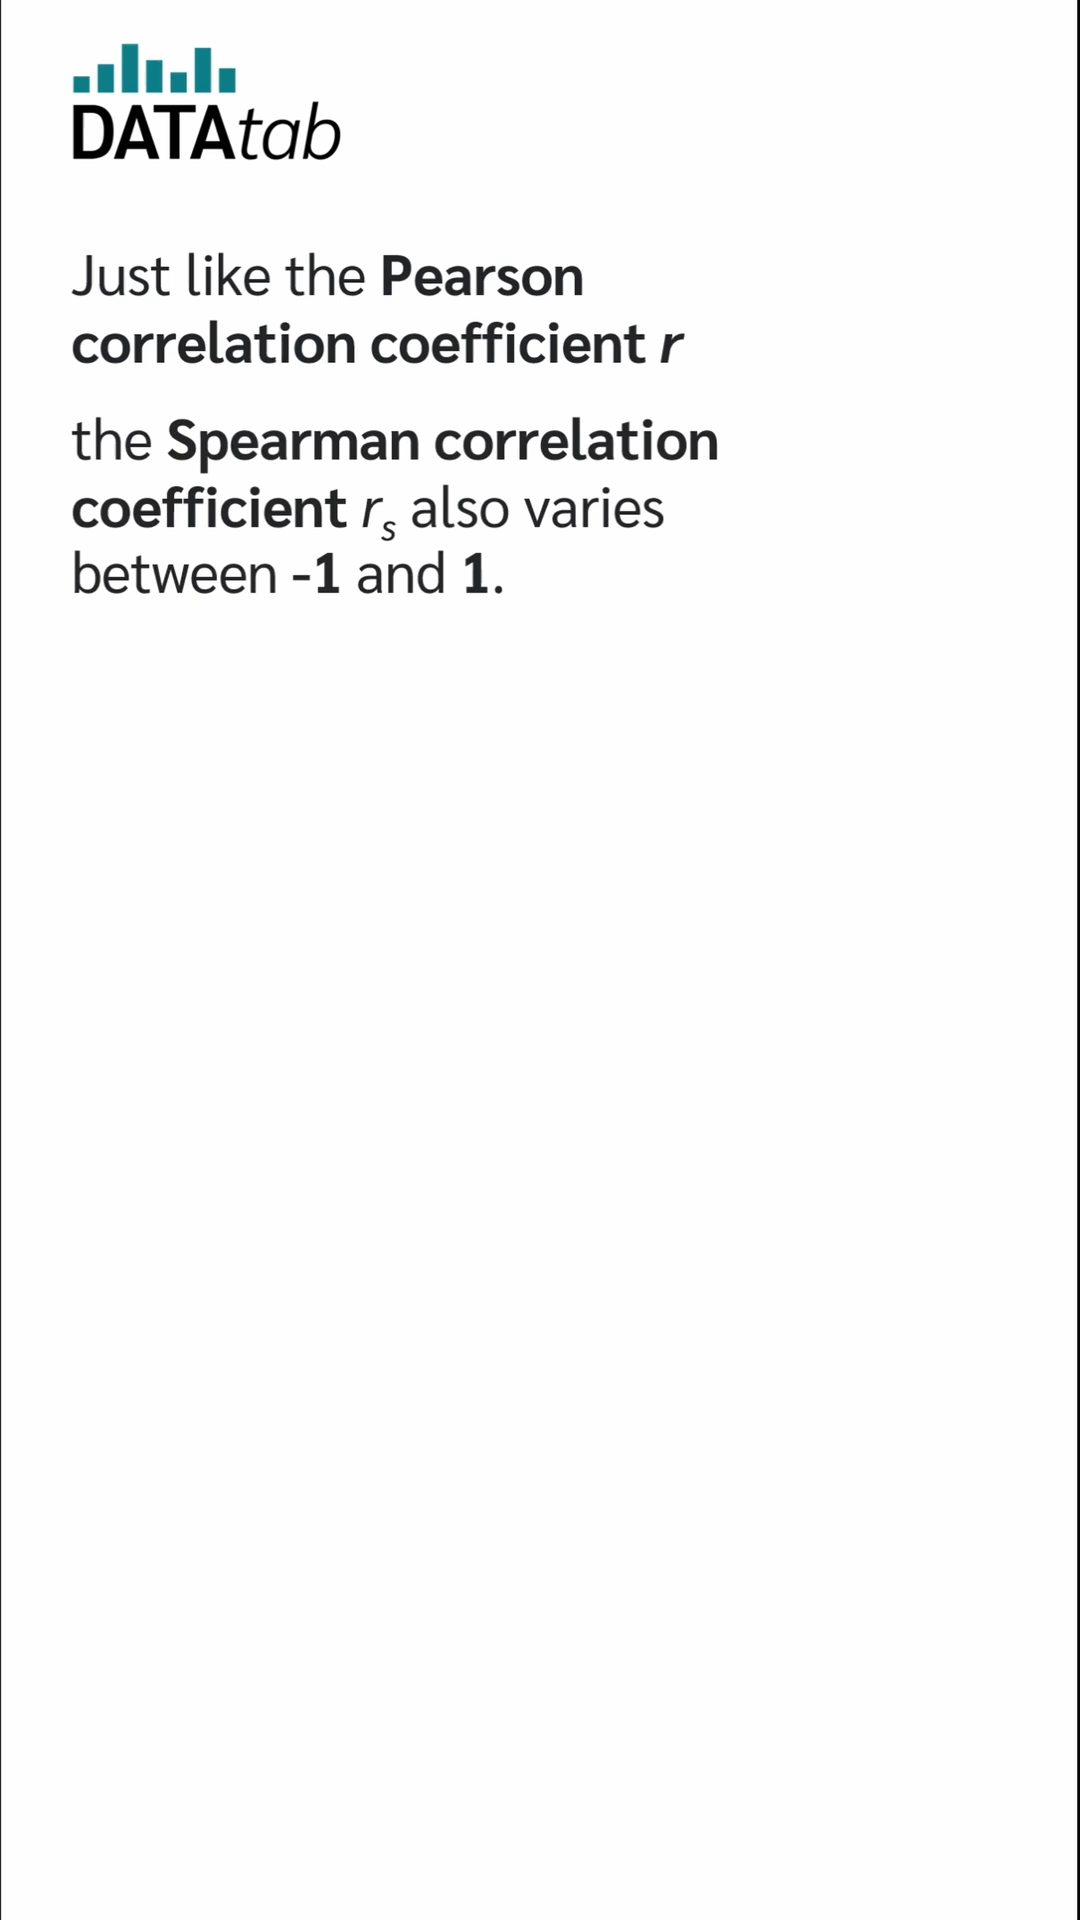 DATAtab
Just like the Pearson
correlation coefficient r
the Spearman correlation
coefficient rs also varies
between -1 and 1.